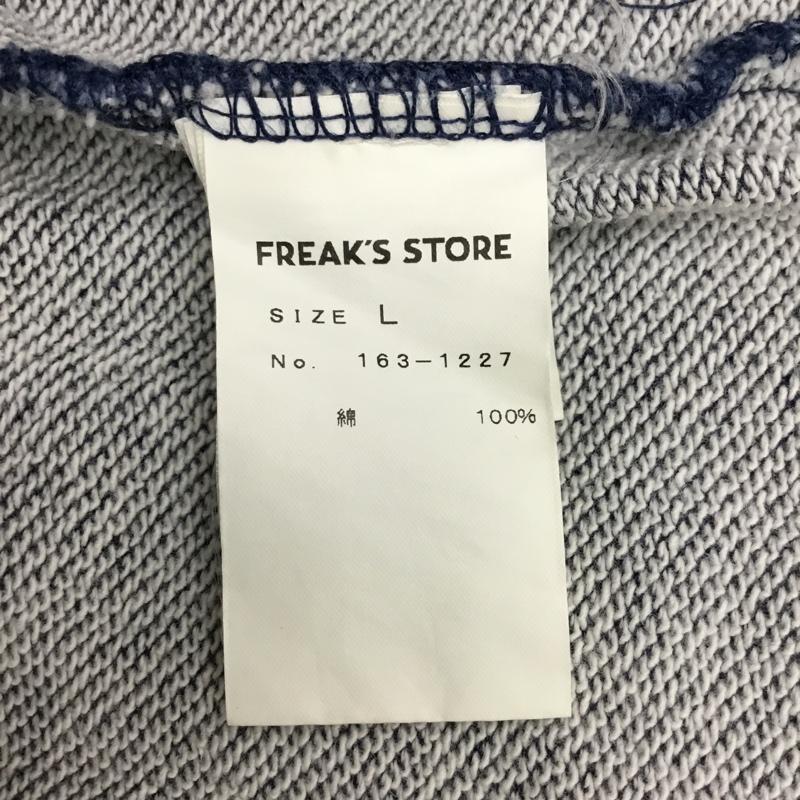 FREAK'S STORE
SIZE L
No. 163-1227
綿 100%